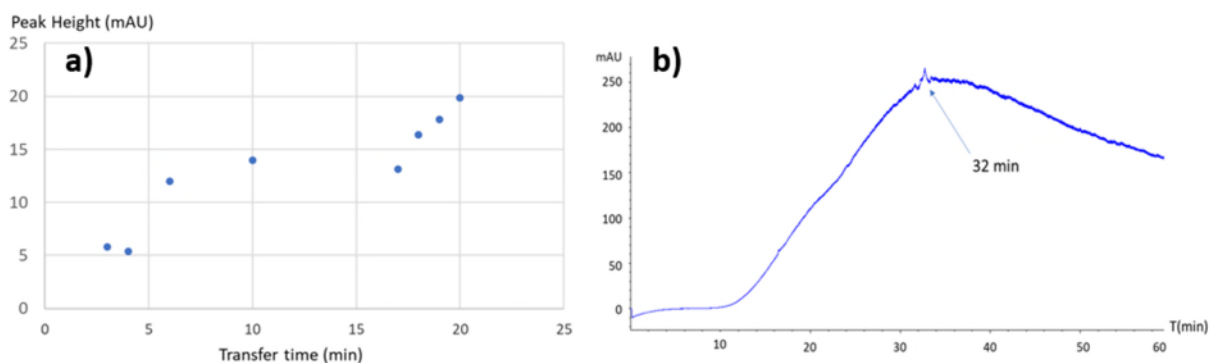 Peak Height (mAU)
a)
25
20
15
10
5
0
0 5 10 15 20 25
Transfer time (min)
b)
mAU
250
200
150
100
50
0
32 min
10 20 30 40 50 60
T(min)